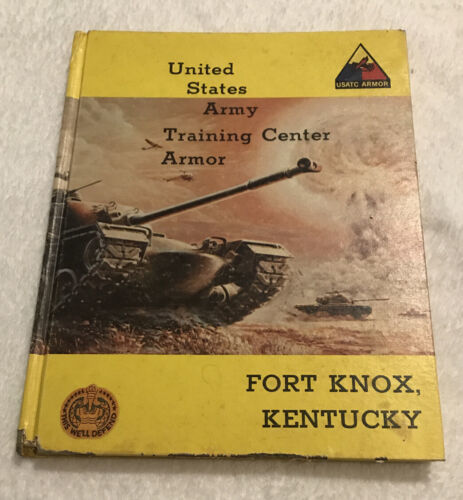 United
States
Army
Training Center
Armor
USATC ARMOR
FORT KNOX,
KENTUCKY
THIS WE'LL DEFEND